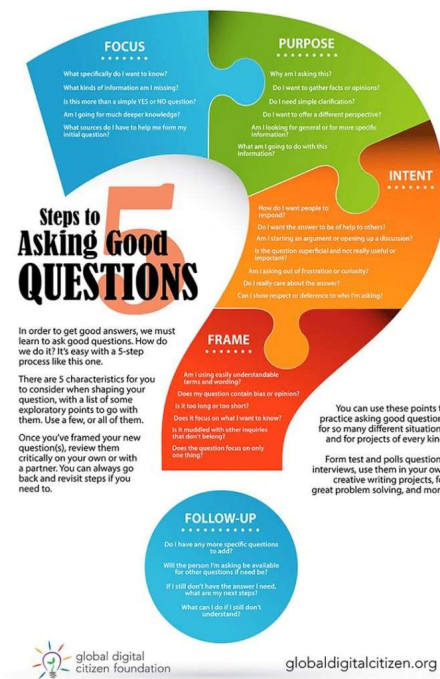 FOCUS
What specifically do I want to know?
What kinds of information am I missing?
Is this more than a simple YES or NO question?
Am I going for much deeper knowledge?
What sources do I have to help me form my
initial question?
PURPOSE
Why am I asking this?
Do I want to gather facts or opinions?
Do I need simple clarification?
Do I want to offer a different perspective?
Am I looking for general or for more specific
information?
What am I going to do with this
information?
INTENT
How do I want people to
respond?
Do I want the answer to be of help to others?
Am I starting an argument or opening up a discussion?
Is the question superficial and not really useful or
important?
Am I asking out of frustration or curiosity?
Do I really care about the answer?
Can I show respect or deference to who I'm asking?
5
Steps to
Asking Good
QUESTIONS
In order to get good answers, we must
learn to ask good questions. How do
we do it? It's easy with a 5-step
process like this one.
There are 5 characteristics for you
to consider when shaping your
question, with a list of some
exploratory points to go with
them. Use a few, or all of them.
Once you've framed your new
question(s), review them
critically on your own or with
a partner. You can always go
back and revisit steps if you
need to.
FRAME
Am I using easily understandable
terms and wording?
Does my question contain bias or opinion?
Is it too long or too short?
Does it focus on what I want to know?
Is it muddled with other inquiries
that don't belong?
Does the question focus on only
one thing?
You can use these points t
practice asking good question
for so many different situation
and for projects of every kin
Form test and polls question
interviews, use them in your ow
creative writing projects, f
great problem solving, and mor
FOLLOW-UP
Do I have any more specific questions
to add?
Will the person I'm asking be available
for other questions if need be?
If I still don't have the answer I need,
what are my next steps?
What can I do if I still don't
understand?
global digital
citizen foundation
globaldigitalcitizen.org